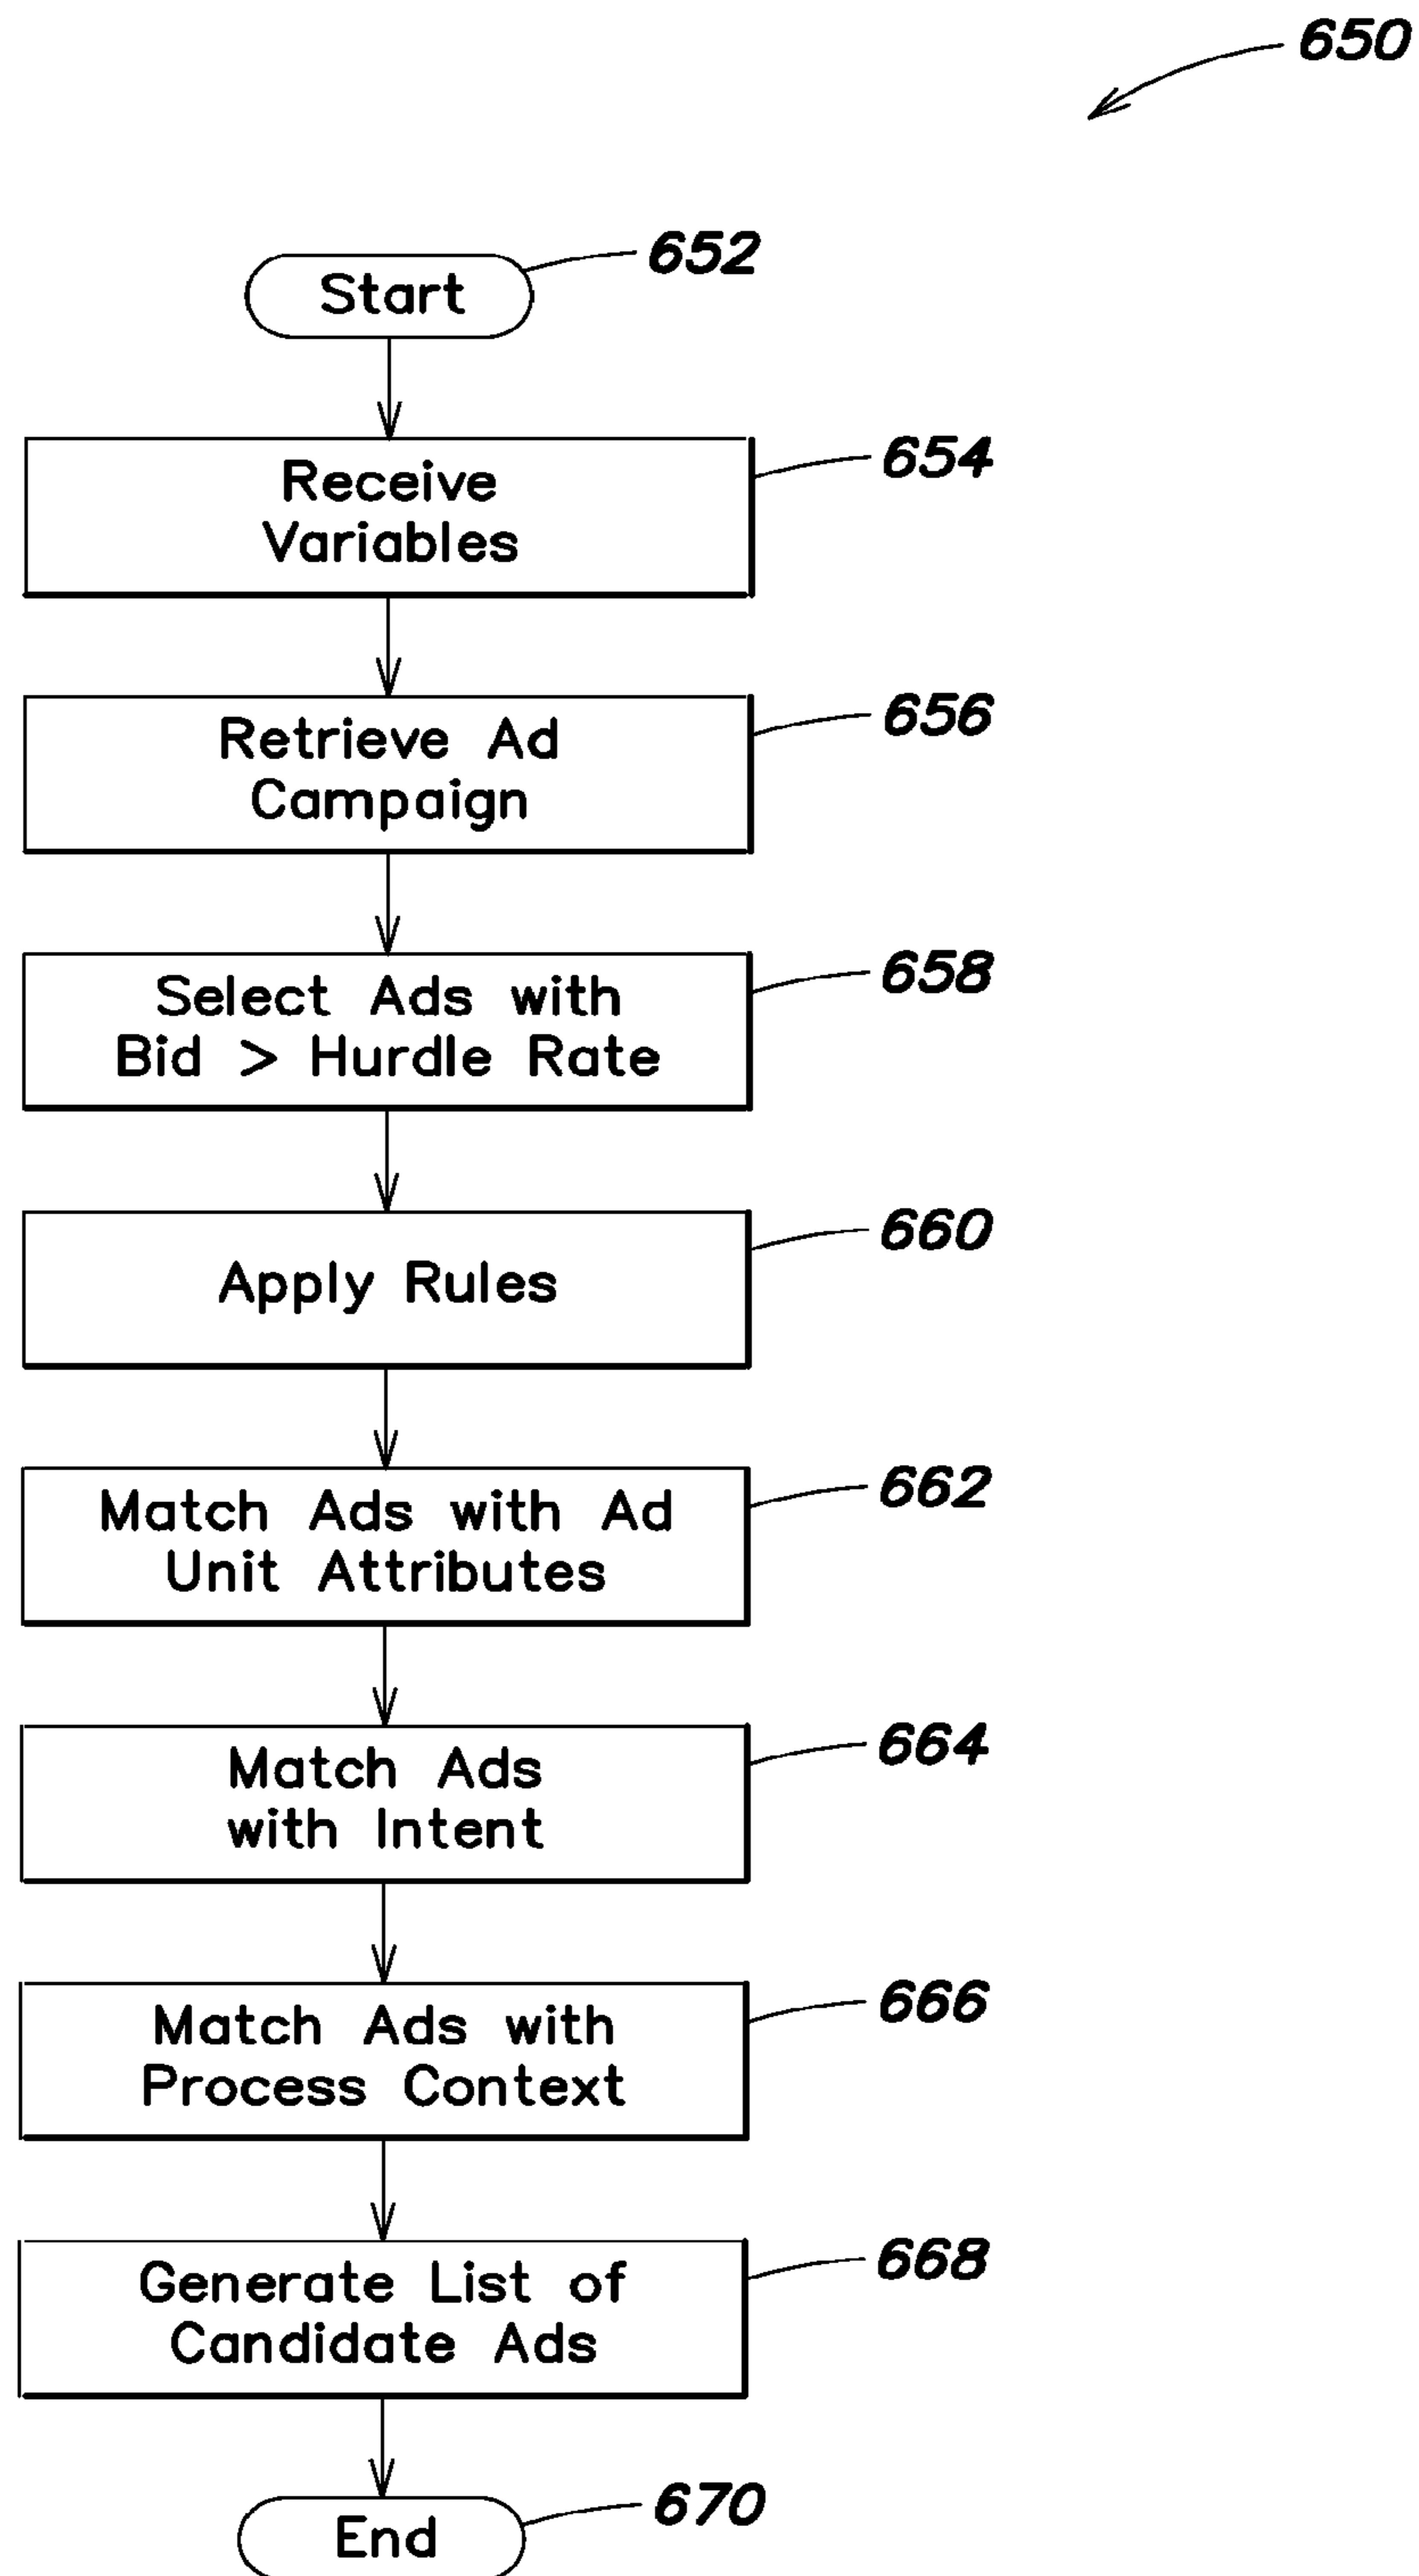 650
Start
652
Receive
Variables
654
Retrieve Ad
Campaign
656
Select Ads with
Bid > Hurdle Rate
658
Apply Rules
660
Match Ads with Ad
Unit Attributes
662
Match Ads
with Intent
664
Match Ads with
Process Context
666
Generate List of
Candidate Ads
668
End
670